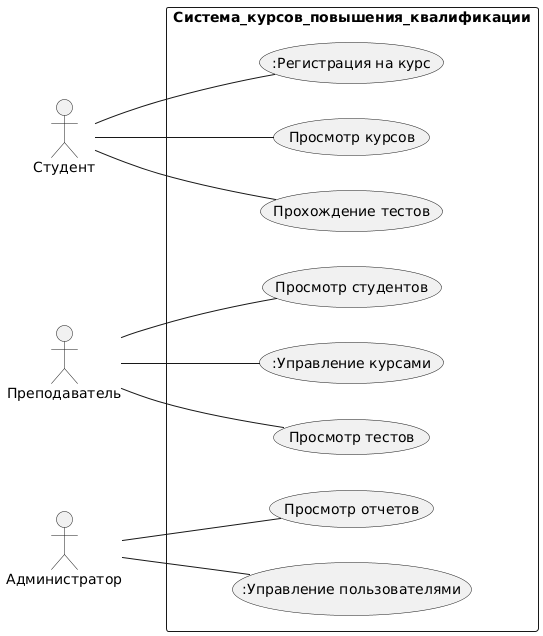 Система_курсов_повышения_квалификации
:Регистрация на курс
Просмотр курсов
Студент
Прохождение тестов
Просмотр студентов
:Управление курсами
Преподаватель
Просмотр тестов
Просмотр отчетов
Администратор
:Управление пользователями